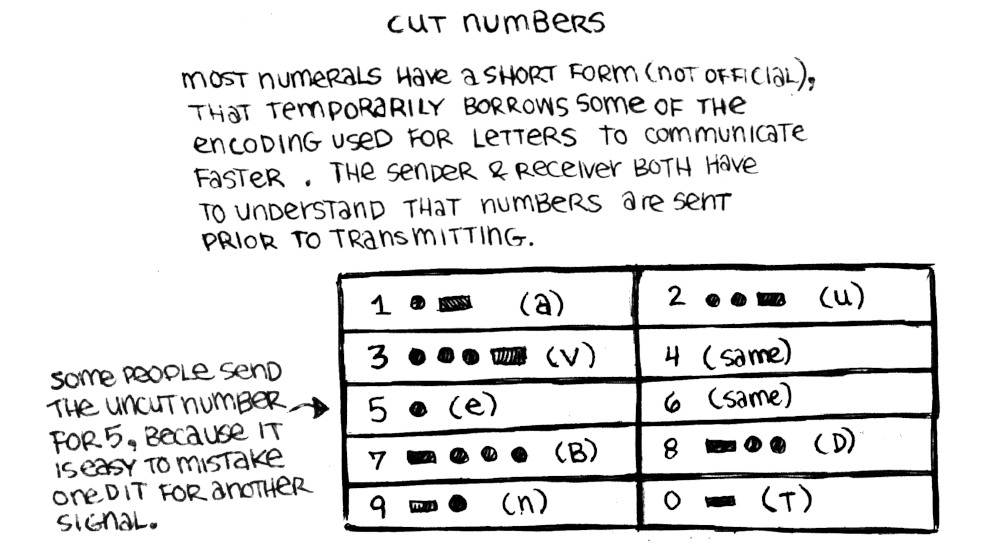 CUT NUMBERS
MOST NUMERALS HAVE A SHORT FORM (NOT OFFICIAL),
THAT TEMPORARILY BORROWS SOME OF THE
ENCODING USED FOR LETTERS TO COMMUNICATE
FASTER. THE SENDER & RECEIVER BOTH HAVE
TO UNDERSTAND THAT NUMBERS ARE SENT
PRIOR TO TRANSMITTING.
1 (a) 2 (u)
3 (v) 4 (same)
5 (e) 6 (same)
7 (B) 8 (D)
9 (n) 0 (T)
SOME PEOPLE SEND
THE UNCUT NUMBER
FOR 5, BECAUSE IT
IS EASY TO MISTAKE
ONE DIT FOR ANOTHER
SIGNAL.